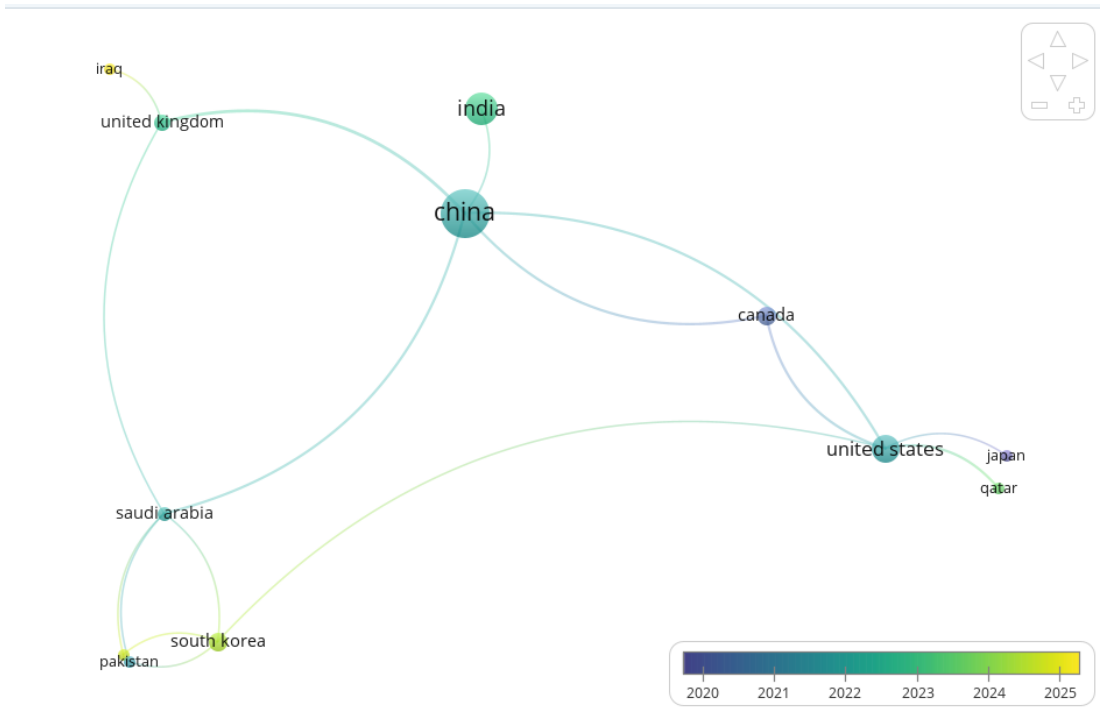 iraq
united kingdom
india
china
canada
united states
japan
qatar
saudi arabia
south korea
pakistan
2020 2021 2022 2023 2024 2025